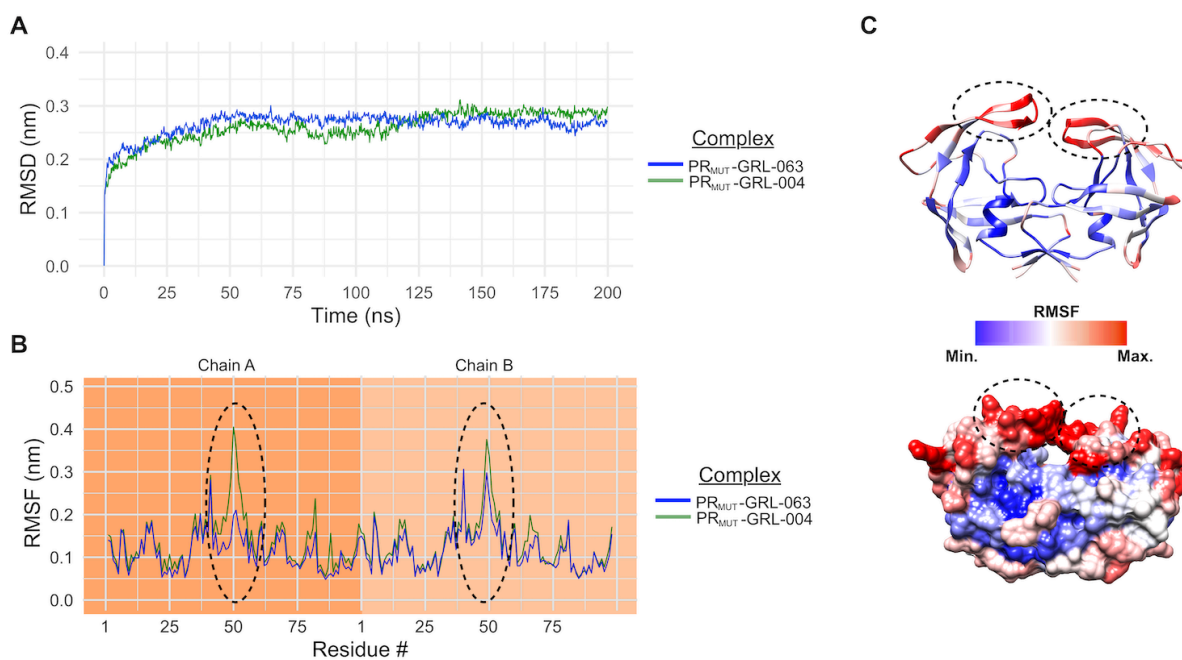 A
0.4
0.3
0.2
0.1
0.0
RMSD (nm)
0 25 50 75 100 125 150 175 200
Time (ns)
Complex
PRMUT-GRL-063
PRMUT-GRL-004
B
Chain A Chain B
0.5
0.4
0.3
0.2
0.1
0.0
RMSF (nm)
1 25 50 75 1 25 50 75
Residue #
Complex
PRMUT-GRL-063
PRMUT-GRL-004
C
RMSF
Min. Max.